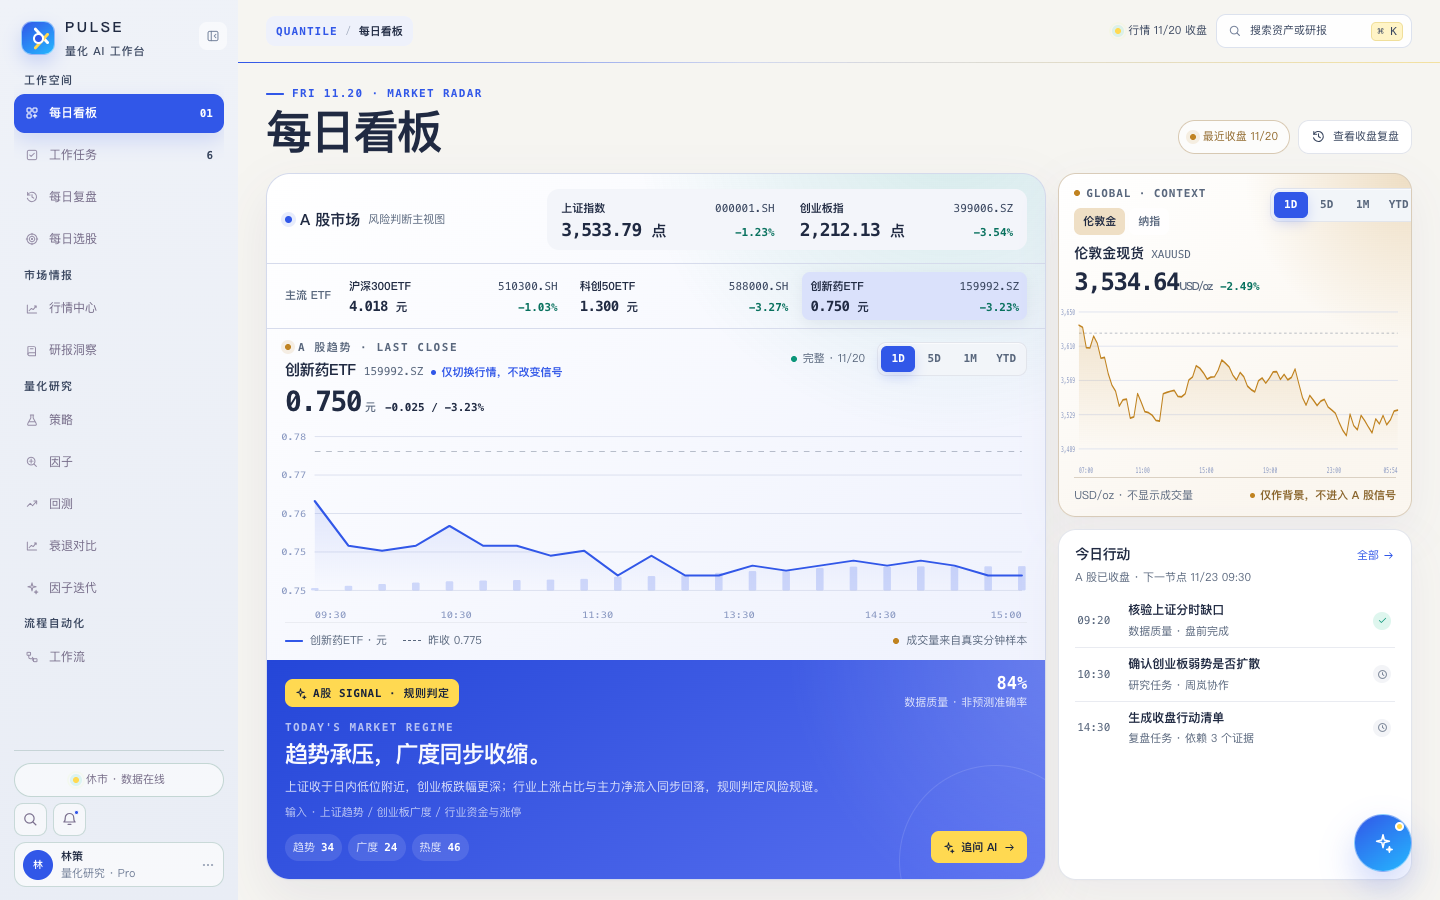 PULSE
量化 AI 工作台
工作空间
每日看板 01
工作任务 6
每日复盘
每日选股
市场情报
行情中心
研报洞察
量化研究
策略
因子
回测
衰退对比
因子迭代
流程自动化
工作流
休市 · 数据在线
林
林策
量化研究 · Pro
QUANTILE / 每日看板
行情 11/20 收盘
搜索资产或研报 ⌘ K
FRI 11.20 · MARKET RADAR
每日看板
最近收盘 11/20
查看收盘复盘
A 股市场 风险判断主视图
上证指数 000001.SH
3,533.79 点 −1.23%
创业板指 399006.SZ
2,212.13 点 −3.54%
主流 ETF
沪深300ETF 510300.SH
4.018 元 −1.03%
科创50ETF 588000.SH
1.300 元 −3.27%
创新药ETF 159992.SZ
0.750 元 −3.23%
A 股趋势 · LAST CLOSE
创新药ETF 159992.SZ 仅切换行情，不改变信号
0.750 元 −0.025 / −3.23%
完整 · 11/20
1D 5D 1M YTD
0.78
0.77
0.76
0.75
0.75
09:30 10:30 11:30 13:30 14:30 15:00
创新药ETF · 元 昨收 0.775
成交量来自真实分钟样本
A股 SIGNAL · 规则判定
84%
数据质量 · 非预测准确率
TODAY'S MARKET REGIME
趋势承压，广度同步收缩。
上证收于日内低位附近，创业板跌幅更深；行业上涨占比与主力净流入同步回落，规则判定风险规避。
输入 · 上证趋势 / 创业板广度 / 行业资金与涨停
趋势 34 广度 24 热度 46
追问 AI →
GLOBAL · CONTEXT
1D 5D 1M YTD
伦敦金 纳指
伦敦金现货 XAUUSD
3,534.64 USD/oz −2.49%
3,650
3,610
3,569
3,529
3,489
07:00 11:00 15:00 19:00 23:00 05:54
USD/oz · 不显示成交量
仅作背景，不进入 A 股信号
今日行动 全部 →
A 股已收盘 · 下一节点 11/23 09:30
09:20 核验上证分时缺口
数据质量 · 盘前完成
10:30 确认创业板弱势是否扩散
研究任务 · 周岚协作
14:30 生成收盘行动清单
复盘任务 · 依赖 3 个证据